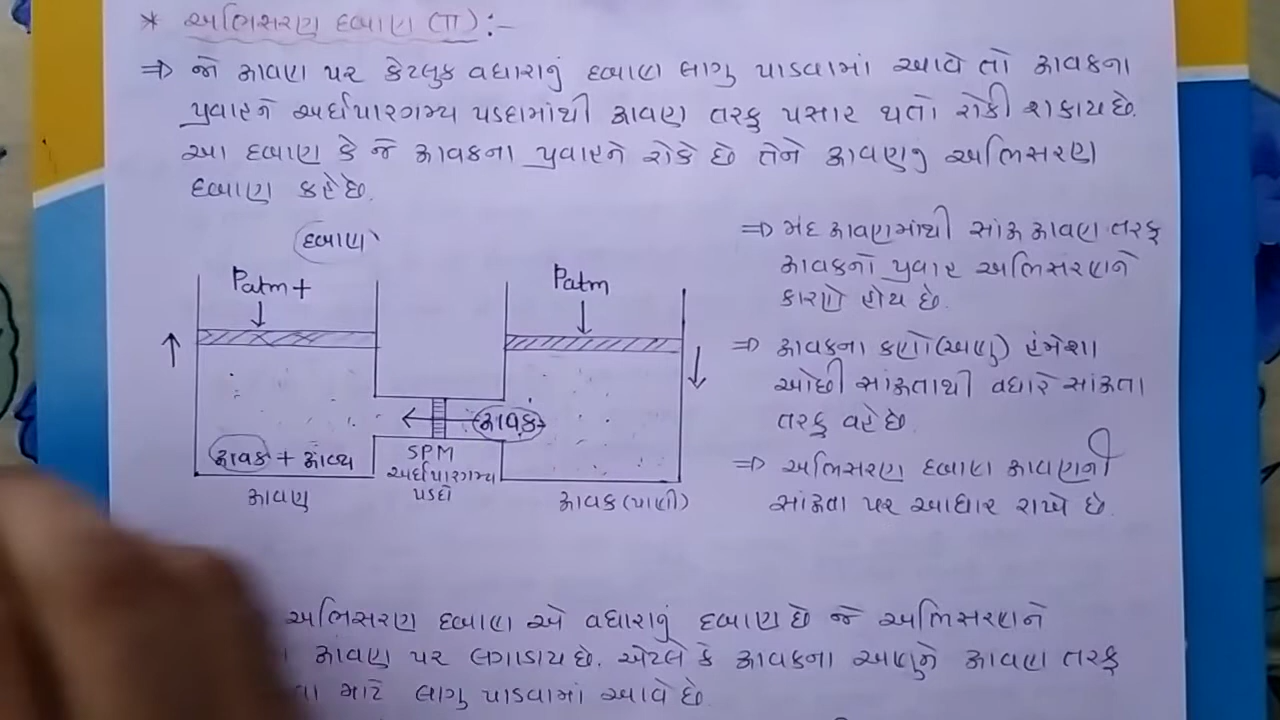 * અભિસરણ દબાણ (π) :-
⇒ જો દ્રાવણ પર કેટલુક વધારાનું દબાણ લાગુ પાડવામાં આવે તો દ્રાવકના
પ્રવાહને અર્ધપારગમ્ય પડદામાંથી દ્રાવણ તરફ પસાર થતો રોકી શકાય છે.
આ દબાણ કે જે દ્રાવકના પ્રવાહને રોકે છે તેને દ્રાવણનું અભિસરણ
દબાણ કહે છે.
દબાણ
Patm +
Patm
દ્રાવક
દ્રાવક + દ્રાવ્ય
SPM
અર્ધપારગમ્ય
પડદો
દ્રાવણ
દ્રાવક (પાણી)
⇒ મંદ દ્રાવણમાંથી સાંદ્ર દ્રાવણ તરફ
દ્રાવકનો પ્રવાહ અભિસરણને
કારણે હોય છે.
⇒ દ્રાવકના કણો (અણુ) હંમેશા
ઓછી સાંદ્રતાથી વધારે સાંદ્રતા
તરફ વહે છે.
⇒ અભિસરણ દબાણ દ્રાવણની
સાંદ્રતા પર આધાર રાખે છે.
અભિસરણ દબાણ એ વધારાનું દબાણ છે જે અભિસરણને
દ્રાવણ પર લગાડાય છે. એટલે કે દ્રાવકના અણુને દ્રાવણ તરફ
માટે લાગુ પાડવામાં આવે છે.